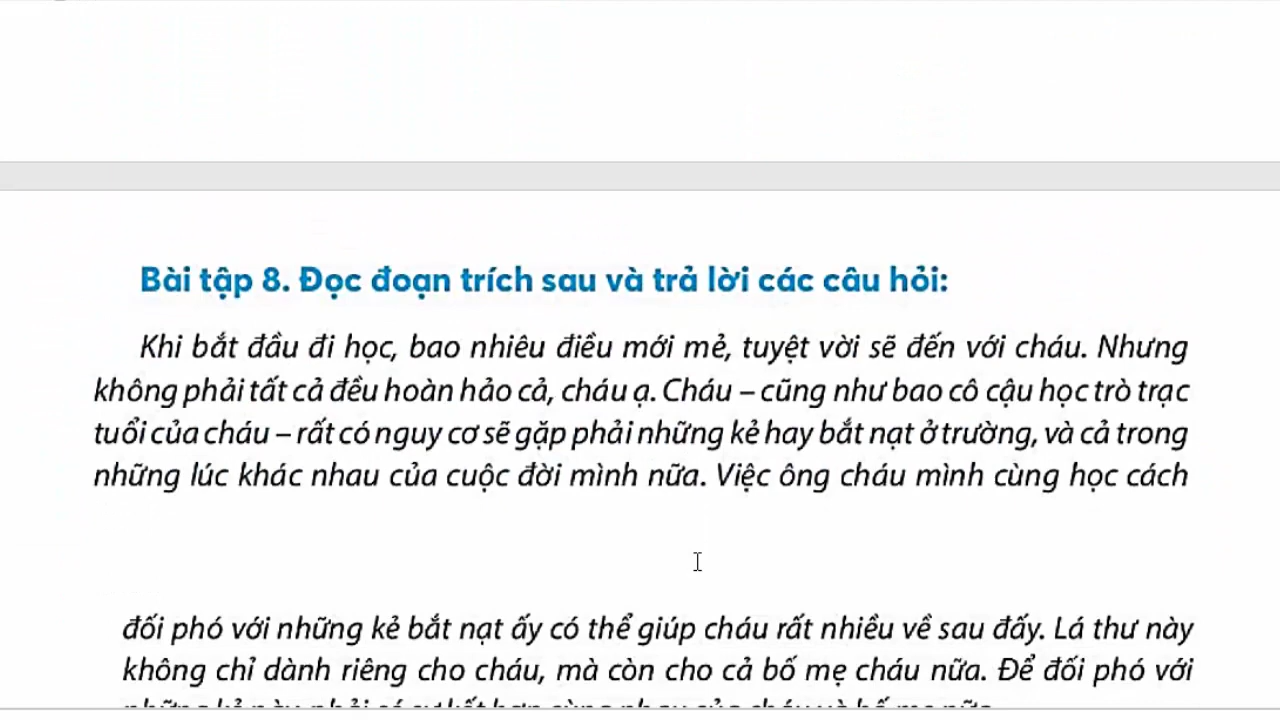 Bài tập 8. Đọc đoạn trích sau và trả lời các câu hỏi:
Khi bắt đầu đi học, bao nhiêu điều mới mẻ, tuyệt vời sẽ đến với cháu. Nhưng
không phải tất cả đều hoàn hảo cả, cháu ạ. Cháu – cũng như bao cô cậu học trò trạc
tuổi của cháu – rất có nguy cơ sẽ gặp phải những kẻ hay bắt nạt ở trường, và cả trong
những lúc khác nhau của cuộc đời mình nữa. Việc ông cháu mình cùng học cách
đối phó với những kẻ bắt nạt ấy có thể giúp cháu rất nhiều về sau đấy. Lá thư này
không chỉ dành riêng cho cháu, mà còn cho cả bố mẹ cháu nữa. Để đối phó với